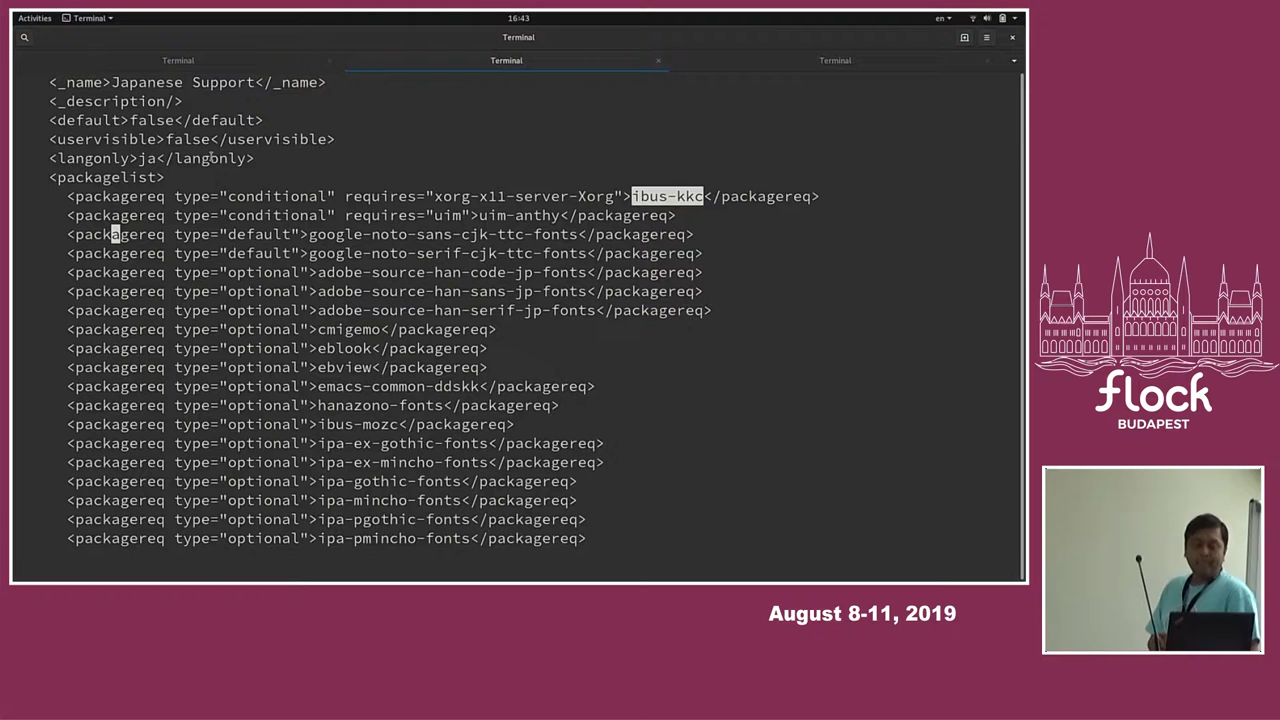 Activities Terminal 16:43 en
Terminal
Terminal Terminal Terminal
<_name>Japanese Support</_name>
<_description/>
<default>false</default>
<uservisible>false</uservisible>
<langonly>ja</langonly>
<packagelist>
<packagereq type="conditional" requires="xorg-x11-server-Xorg">ibus-kkc</packagereq>
<packagereq type="conditional" requires="uim">uim-anthy</packagereq>
<packagereq type="default">google-noto-sans-cjk-ttc-fonts</packagereq>
<packagereq type="default">google-noto-serif-cjk-ttc-fonts</packagereq>
<packagereq type="optional">adobe-source-han-code-jp-fonts</packagereq>
<packagereq type="optional">adobe-source-han-sans-jp-fonts</packagereq>
<packagereq type="optional">adobe-source-han-serif-jp-fonts</packagereq>
<packagereq type="optional">cmigemo</packagereq>
<packagereq type="optional">eblook</packagereq>
<packagereq type="optional">ebview</packagereq>
<packagereq type="optional">emacs-common-ddskk</packagereq>
<packagereq type="optional">hanazono-fonts</packagereq>
<packagereq type="optional">ibus-mozc</packagereq>
<packagereq type="optional">ipa-ex-gothic-fonts</packagereq>
<packagereq type="optional">ipa-ex-mincho-fonts</packagereq>
<packagereq type="optional">ipa-gothic-fonts</packagereq>
<packagereq type="optional">ipa-mincho-fonts</packagereq>
<packagereq type="optional">ipa-pgothic-fonts</packagereq>
<packagereq type="optional">ipa-pmincho-fonts</packagereq>
flock
BUDAPEST
August 8-11, 2019